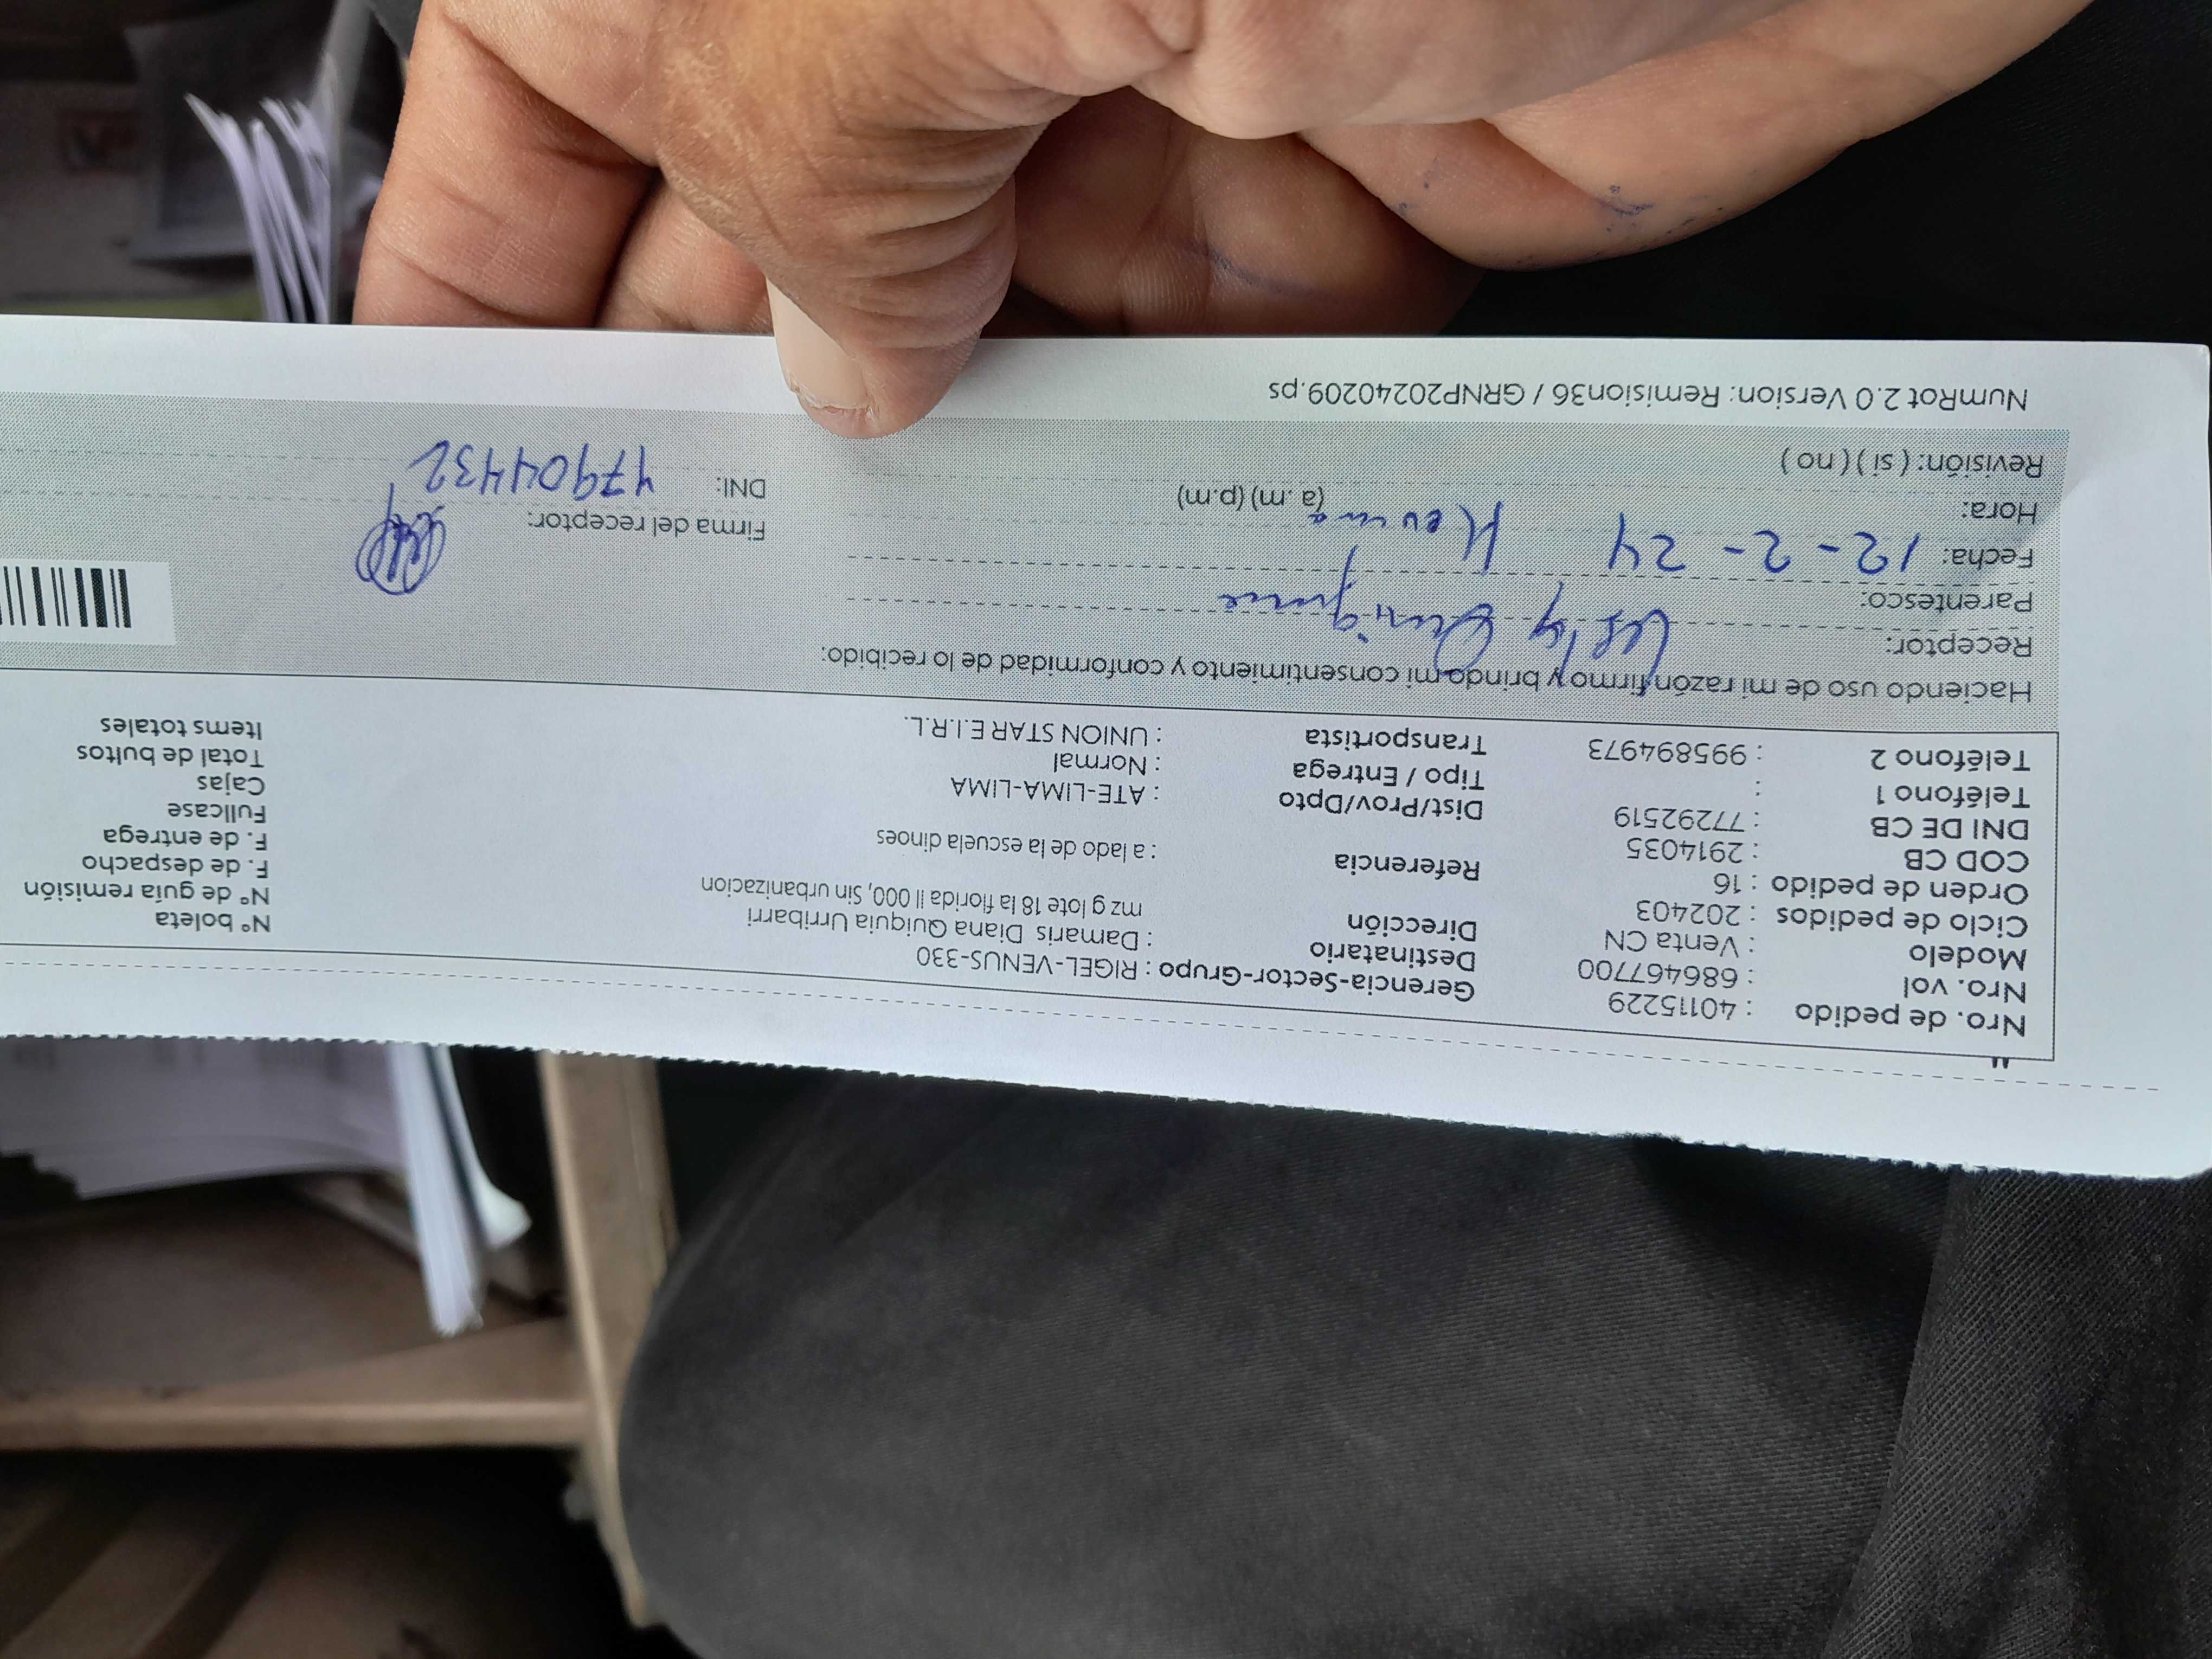 Nro. de pedido : 40115229 Gerencia-Sector-Grupo : RIGEL-VENUS-330
Nro. vol : 686467700 Destinatario : Damaris Diana Quiquia Urribarri Nº boleta
Modelo : Venta CN Dirección mz g lote 18 la florida II 000, Sin urbanizacion Nº de guía remisión
Ciclo de pedidos : 202403 F. de despacho
Orden de pedido : 16 Referencia : a lado de la escuela dinoes F. de entrega
COD CB : 2914035 Fullcase
DNI DE CB : 77292519 Dist/Prov/Dpto : ATE-LIMA-LIMA Cajas
Teléfono 1 : Tipo / Entrega : Normal Total de bultos
Teléfono 2 : 995894973 Transportista : UNION STAR E.I.R.L. Items totales
Haciendo uso de mi razón firmo y brindo mi consentimiento y conformidad de lo recibido:
Receptor: Lesly
Parentesco:
Fecha: 12-2-24 Firma del receptor:
Hora: (a. m) (p.m) DNI: 47904432
Revisión: ( si ) ( no )
NumRot 2.0 Version: Remision36 / GRNP20240209.ps